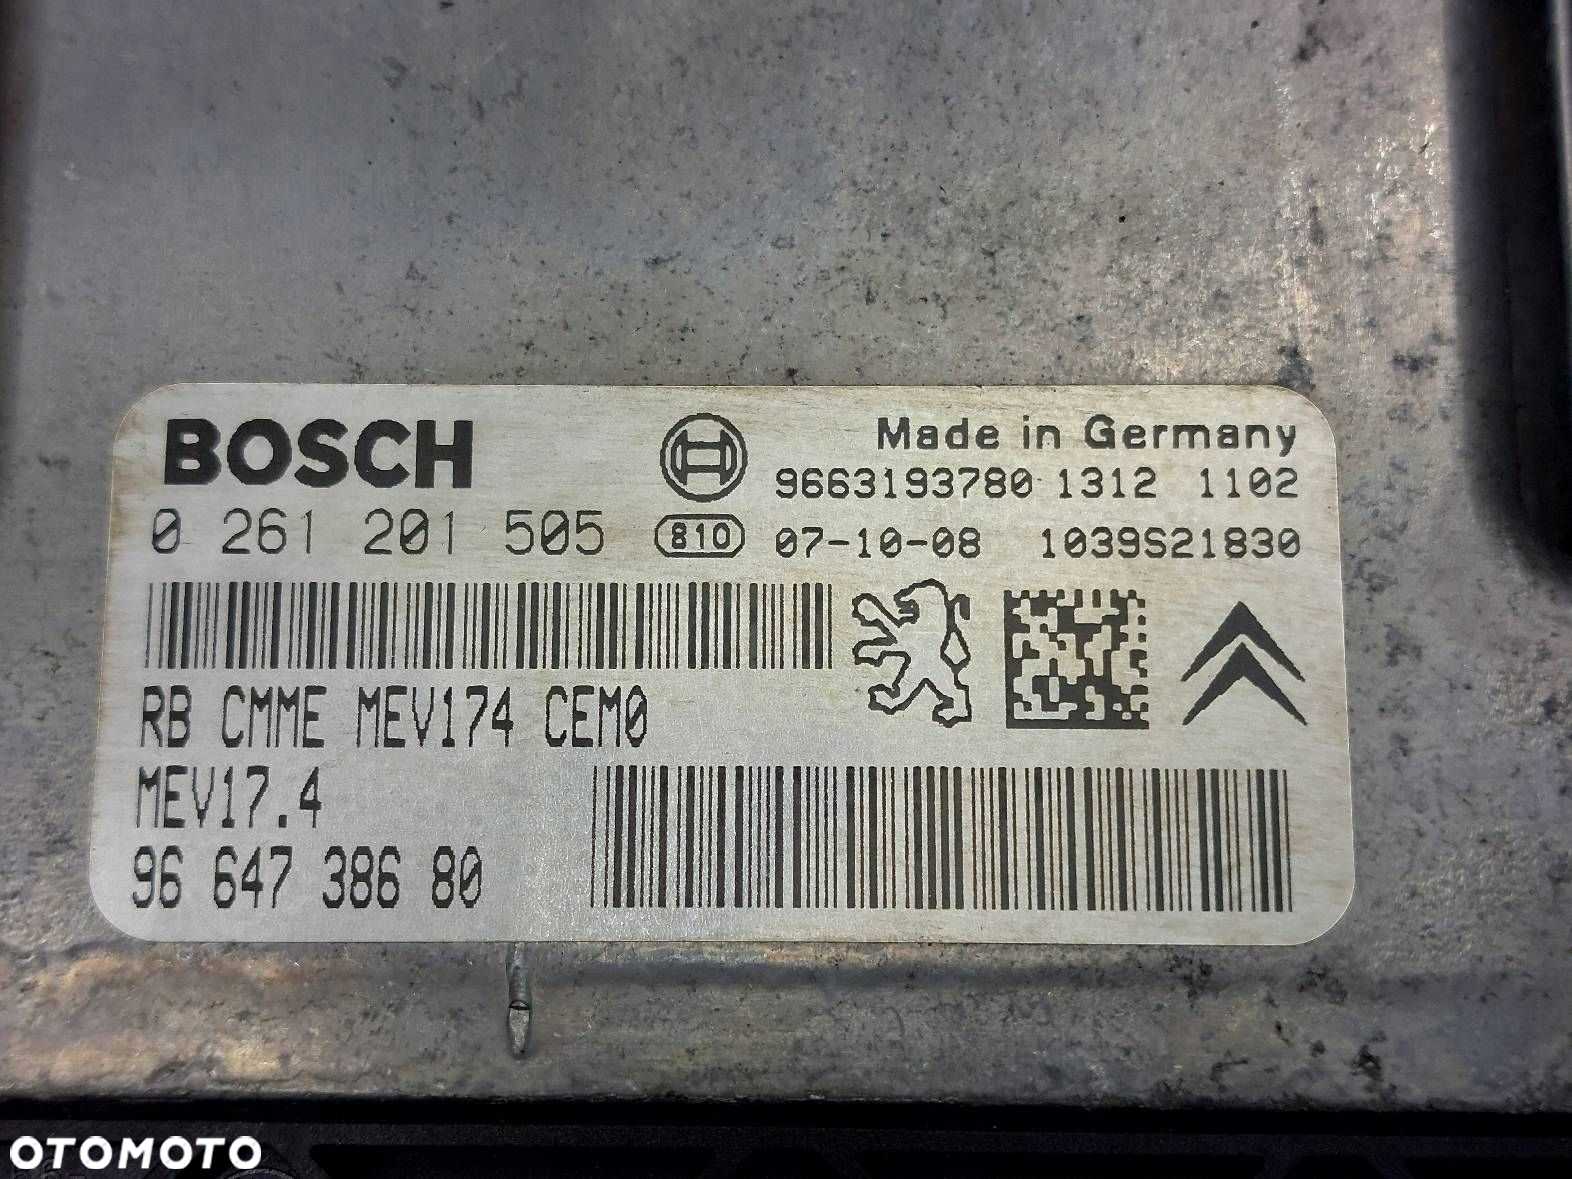 BOSCH
Made in Germany
9663193780 1312 1102
0 261 201 505
810
07-10-08 1039S21830
RB CMME MEV174 CEM0
MEV17.4
96 647 386 80
OTOMOTO